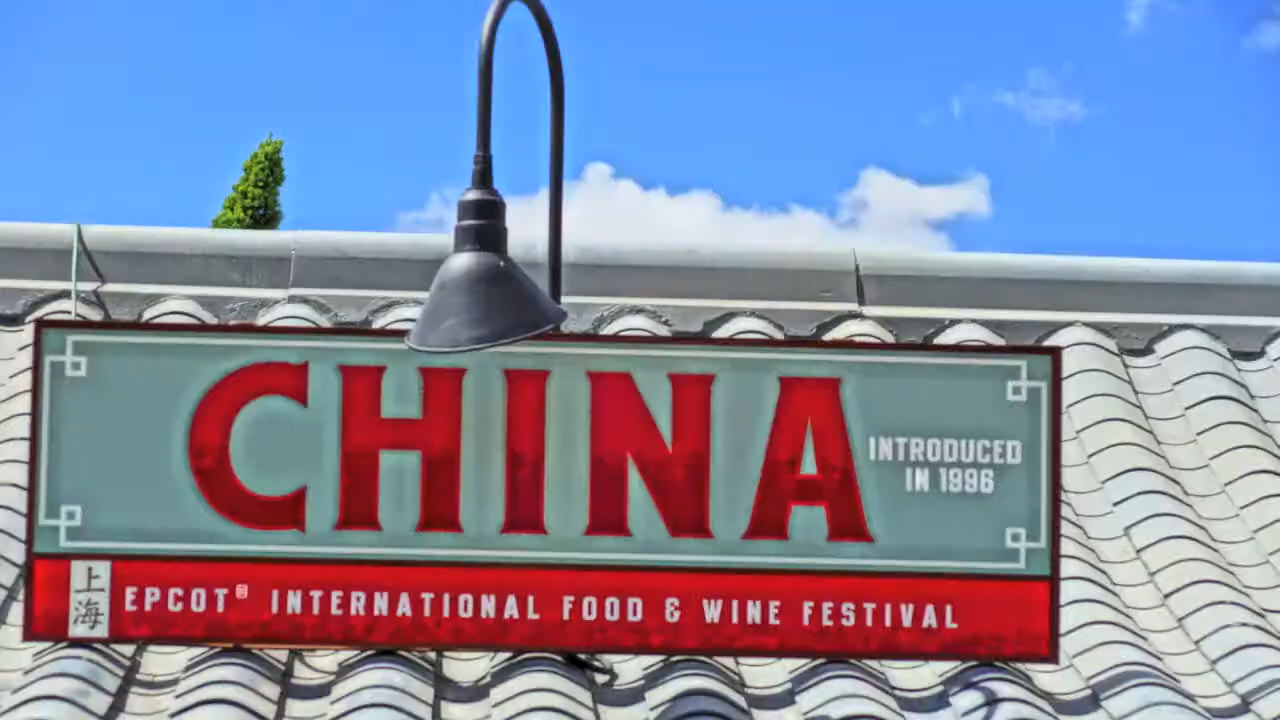 CHINA
INTRODUCED
IN 1996
上海
EPCOT® INTERNATIONAL FOOD & WINE FESTIVAL